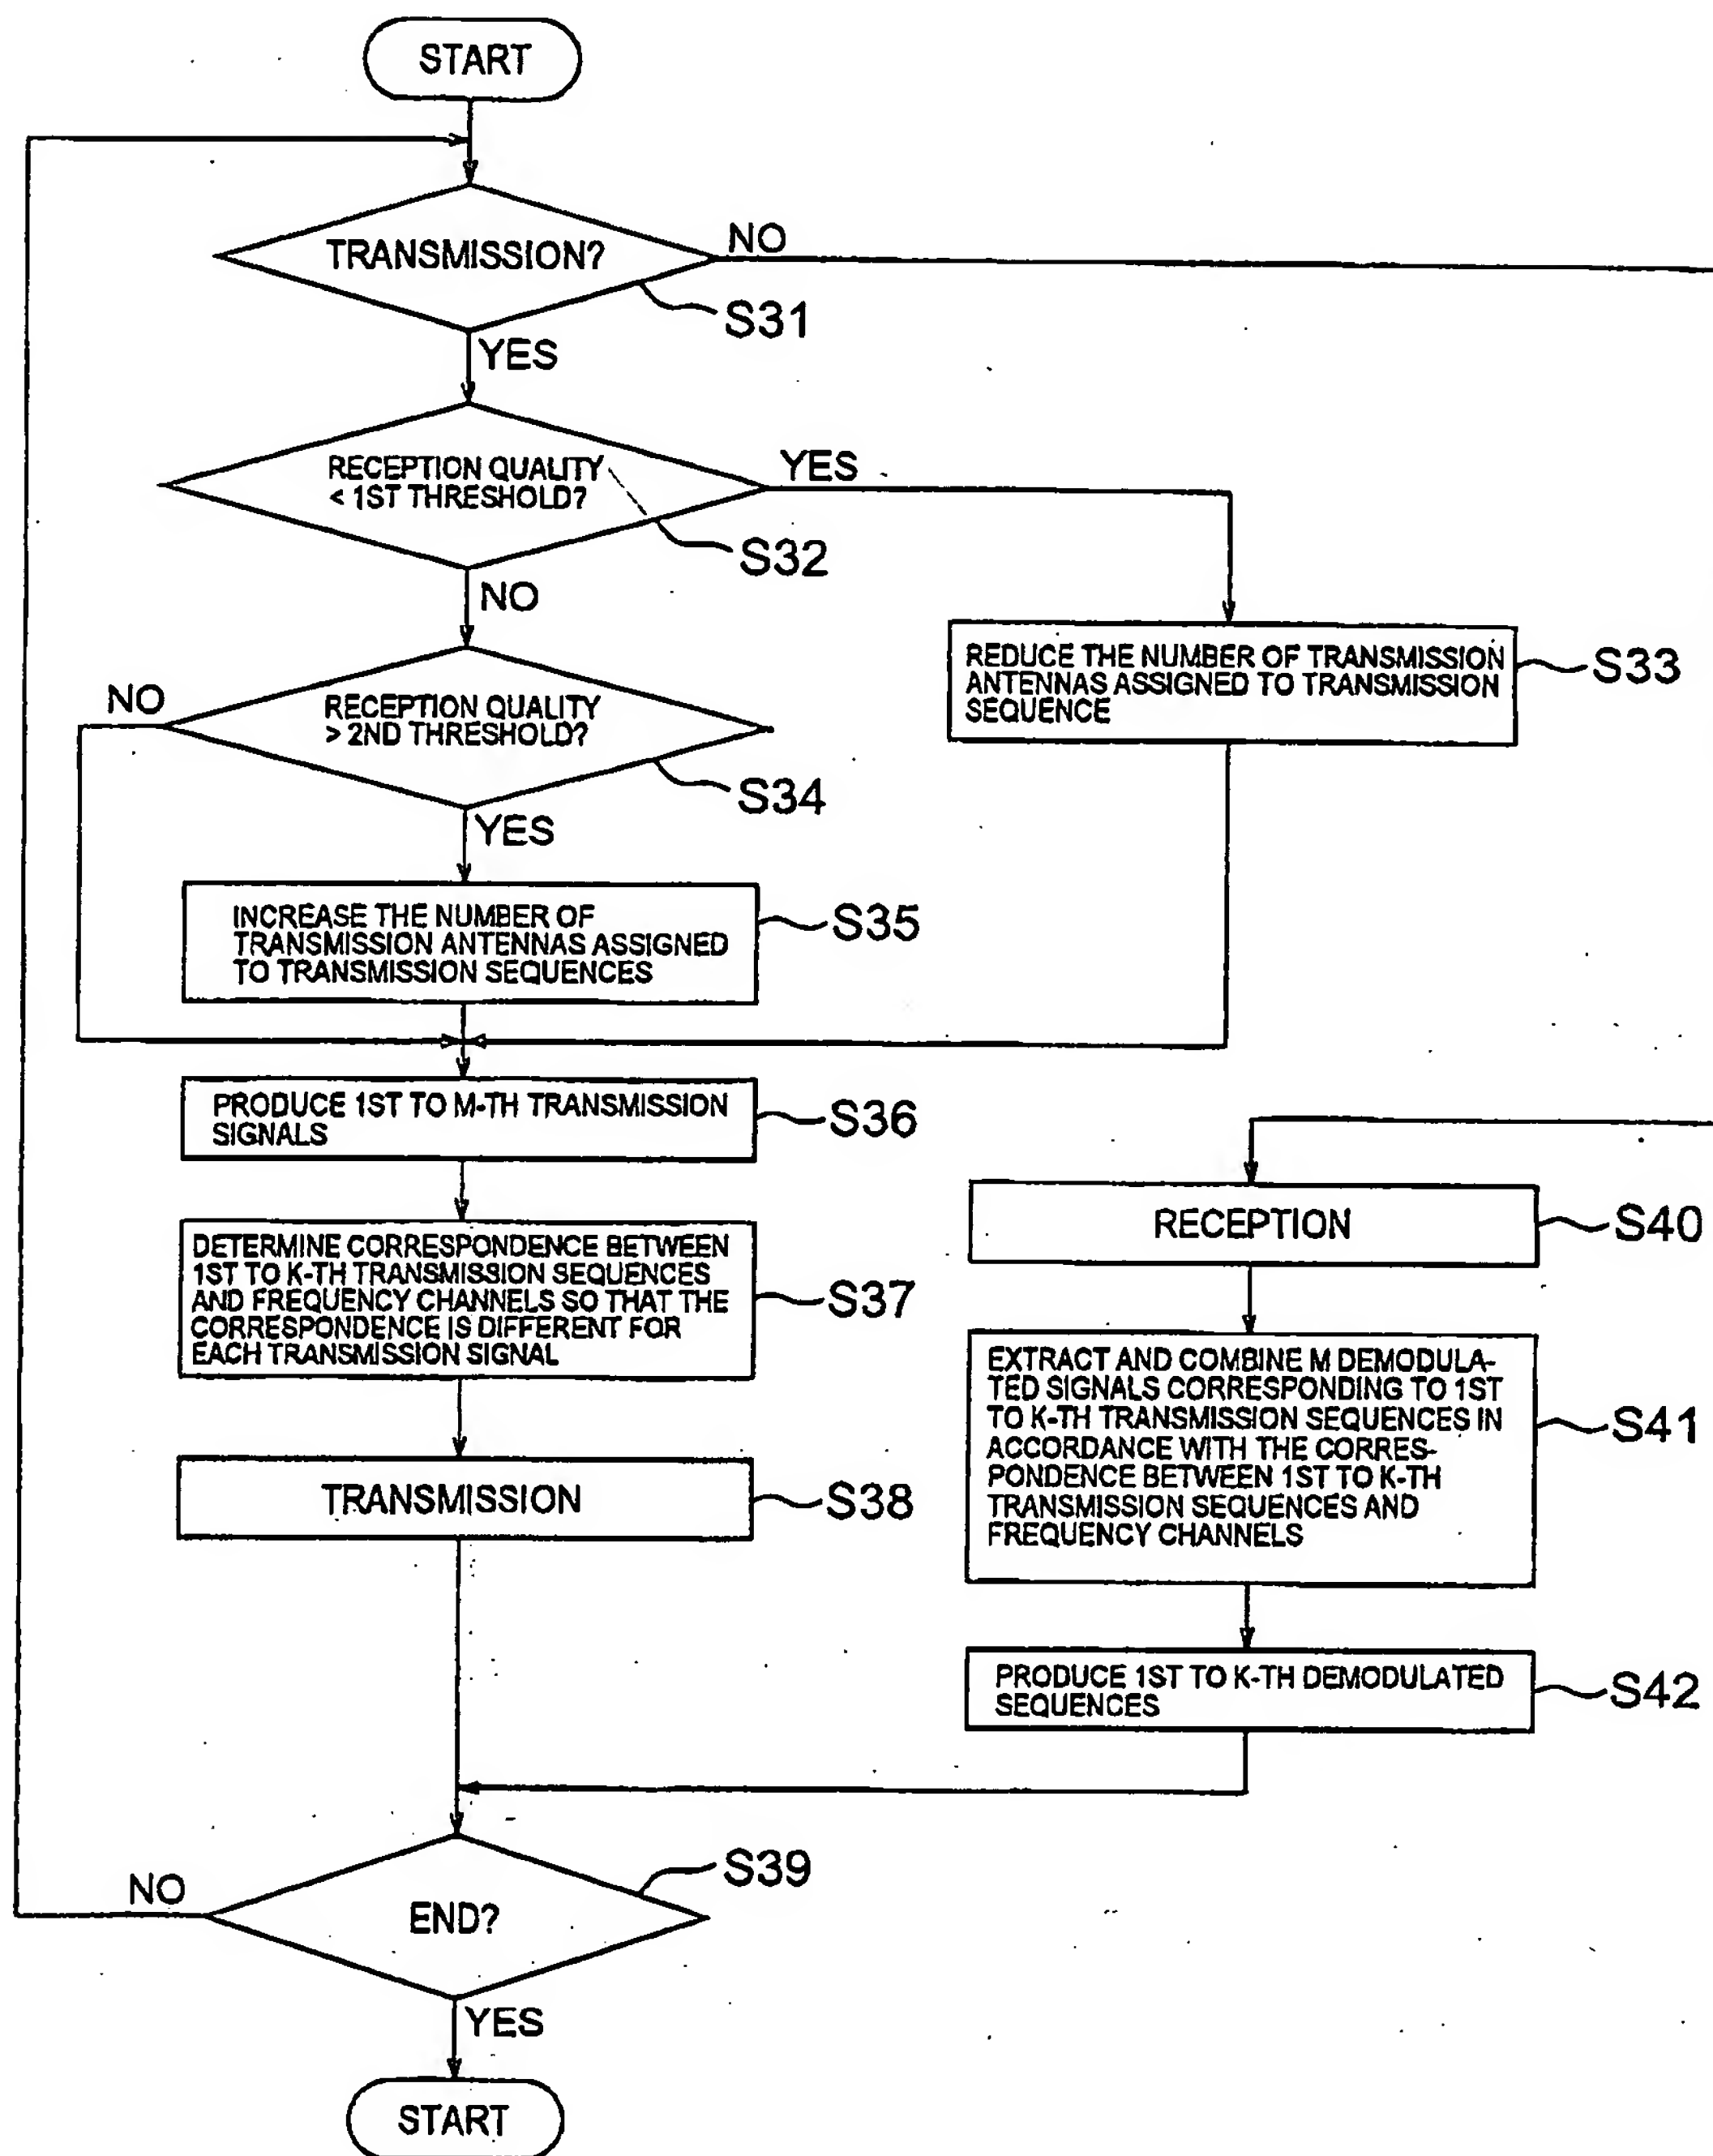 START
TRANSMISSION?
NO
S31
YES
RECEPTION QUALITY
< 1ST THRESHOLD?
YES
S32
NO
REDUCE THE NUMBER OF TRANSMISSION
ANTENNAS ASSIGNED TO TRANSMISSION
SEQUENCE
S33
NO
RECEPTION QUALITY
> 2ND THRESHOLD?
S34
YES
INCREASE THE NUMBER OF
TRANSMISSION ANTENNAS ASSIGNED
TO TRANSMISSION SEQUENCES
S35
PRODUCE 1ST TO M-TH TRANSMISSION
SIGNALS
S36
DETERMINE CORRESPONDENCE BETWEEN
1ST TO K-TH TRANSMISSION SEQUENCES
AND FREQUENCY CHANNELS SO THAT THE
CORRESPONDENCE IS DIFFERENT FOR
EACH TRANSMISSION SIGNAL
S37
TRANSMISSION
S38
RECEPTION
S40
EXTRACT AND COMBINE M DEMODULA-
TED SIGNALS CORRESPONDING TO 1ST
TO K-TH TRANSMISSION SEQUENCES IN
ACCORDANCE WITH THE CORRES-
PONDENCE BETWEEN 1ST TO K-TH
TRANSMISSION SEQUENCES AND
FREQUENCY CHANNELS
S41
PRODUCE 1ST TO K-TH DEMODULATED
SEQUENCES
S42
S39
NO
END?
YES
START